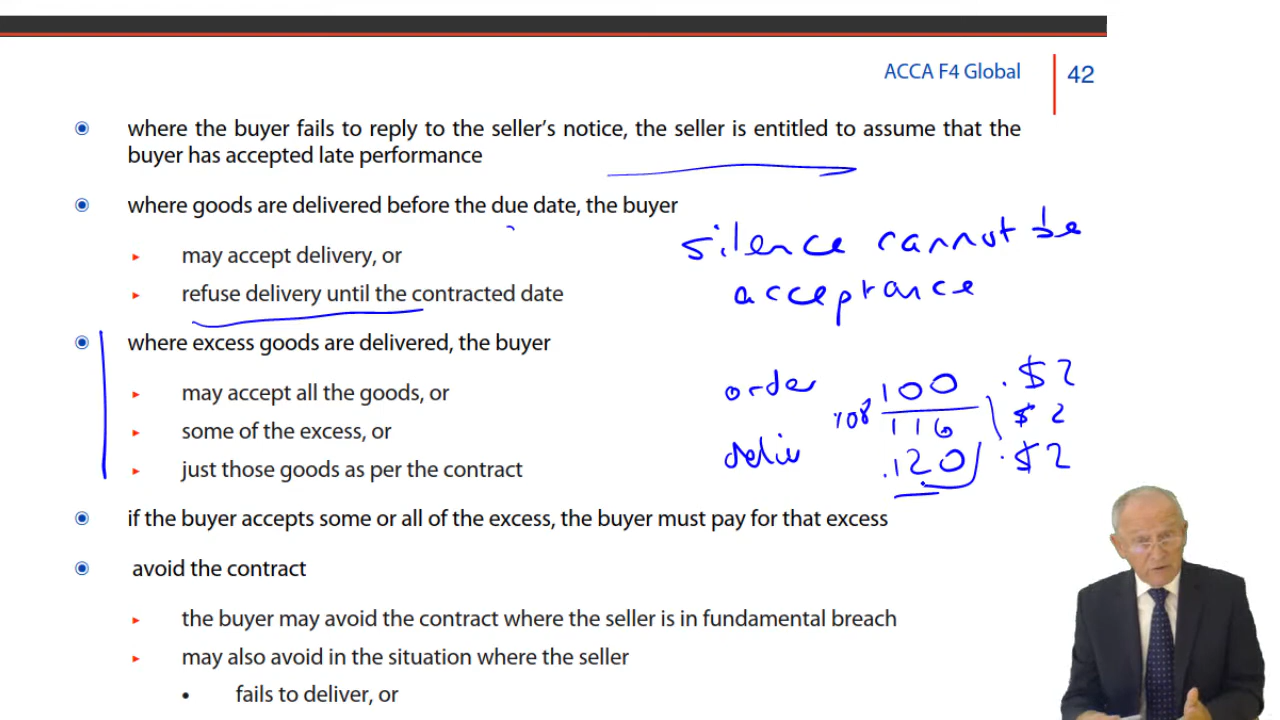 ACCA F4 Global 42
where the buyer fails to reply to the seller's notice, the seller is entitled to assume that the
buyer has accepted late performance
where goods are delivered before the due date, the buyer
may accept delivery, or
refuse delivery until the contracted date
silence cannot be
acceptance
where excess goods are delivered, the buyer
may accept all the goods, or
some of the excess, or
just those goods as per the contract
order 100 . $2
108 116 $2
deliv .120 . $2
if the buyer accepts some or all of the excess, the buyer must pay for that excess
avoid the contract
the buyer may avoid the contract where the seller is in fundamental breach
may also avoid in the situation where the seller
fails to deliver, or